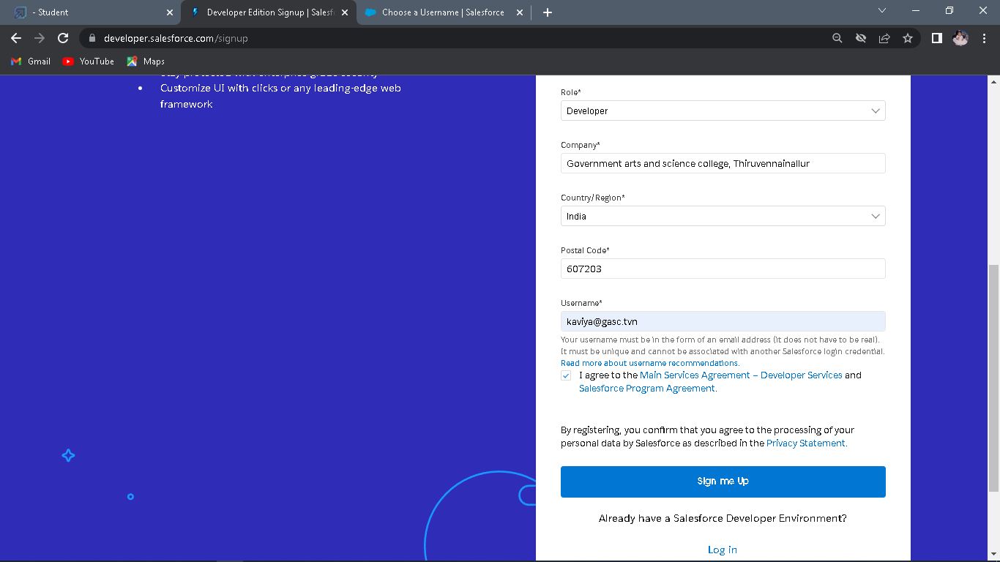 - Student
Developer Edition Signup | Salesf
Choose a Username | Salesforce
developer.salesforce.com/signup
Gmail
YouTube
Maps
stay protected with enterprise grade security
Customize UI with clicks or any leading-edge web
framework
Role*
Developer
Company*
Government arts and science college, Thiruvennainallur
Country/Region*
India
Postal Code*
607203
Username*
kaviya@gasc.tvn
Your username must be in the form of an email address (it does not have to be real).
It must be unique and cannot be associated with another Salesforce login credential.
Read more about username recommendations.
I agree to the Main Services Agreement – Developer Services and
Salesforce Program Agreement.
By registering, you confirm that you agree to the processing of your
personal data by Salesforce as described in the Privacy Statement.
Sign me Up
Already have a Salesforce Developer Environment?
Log in